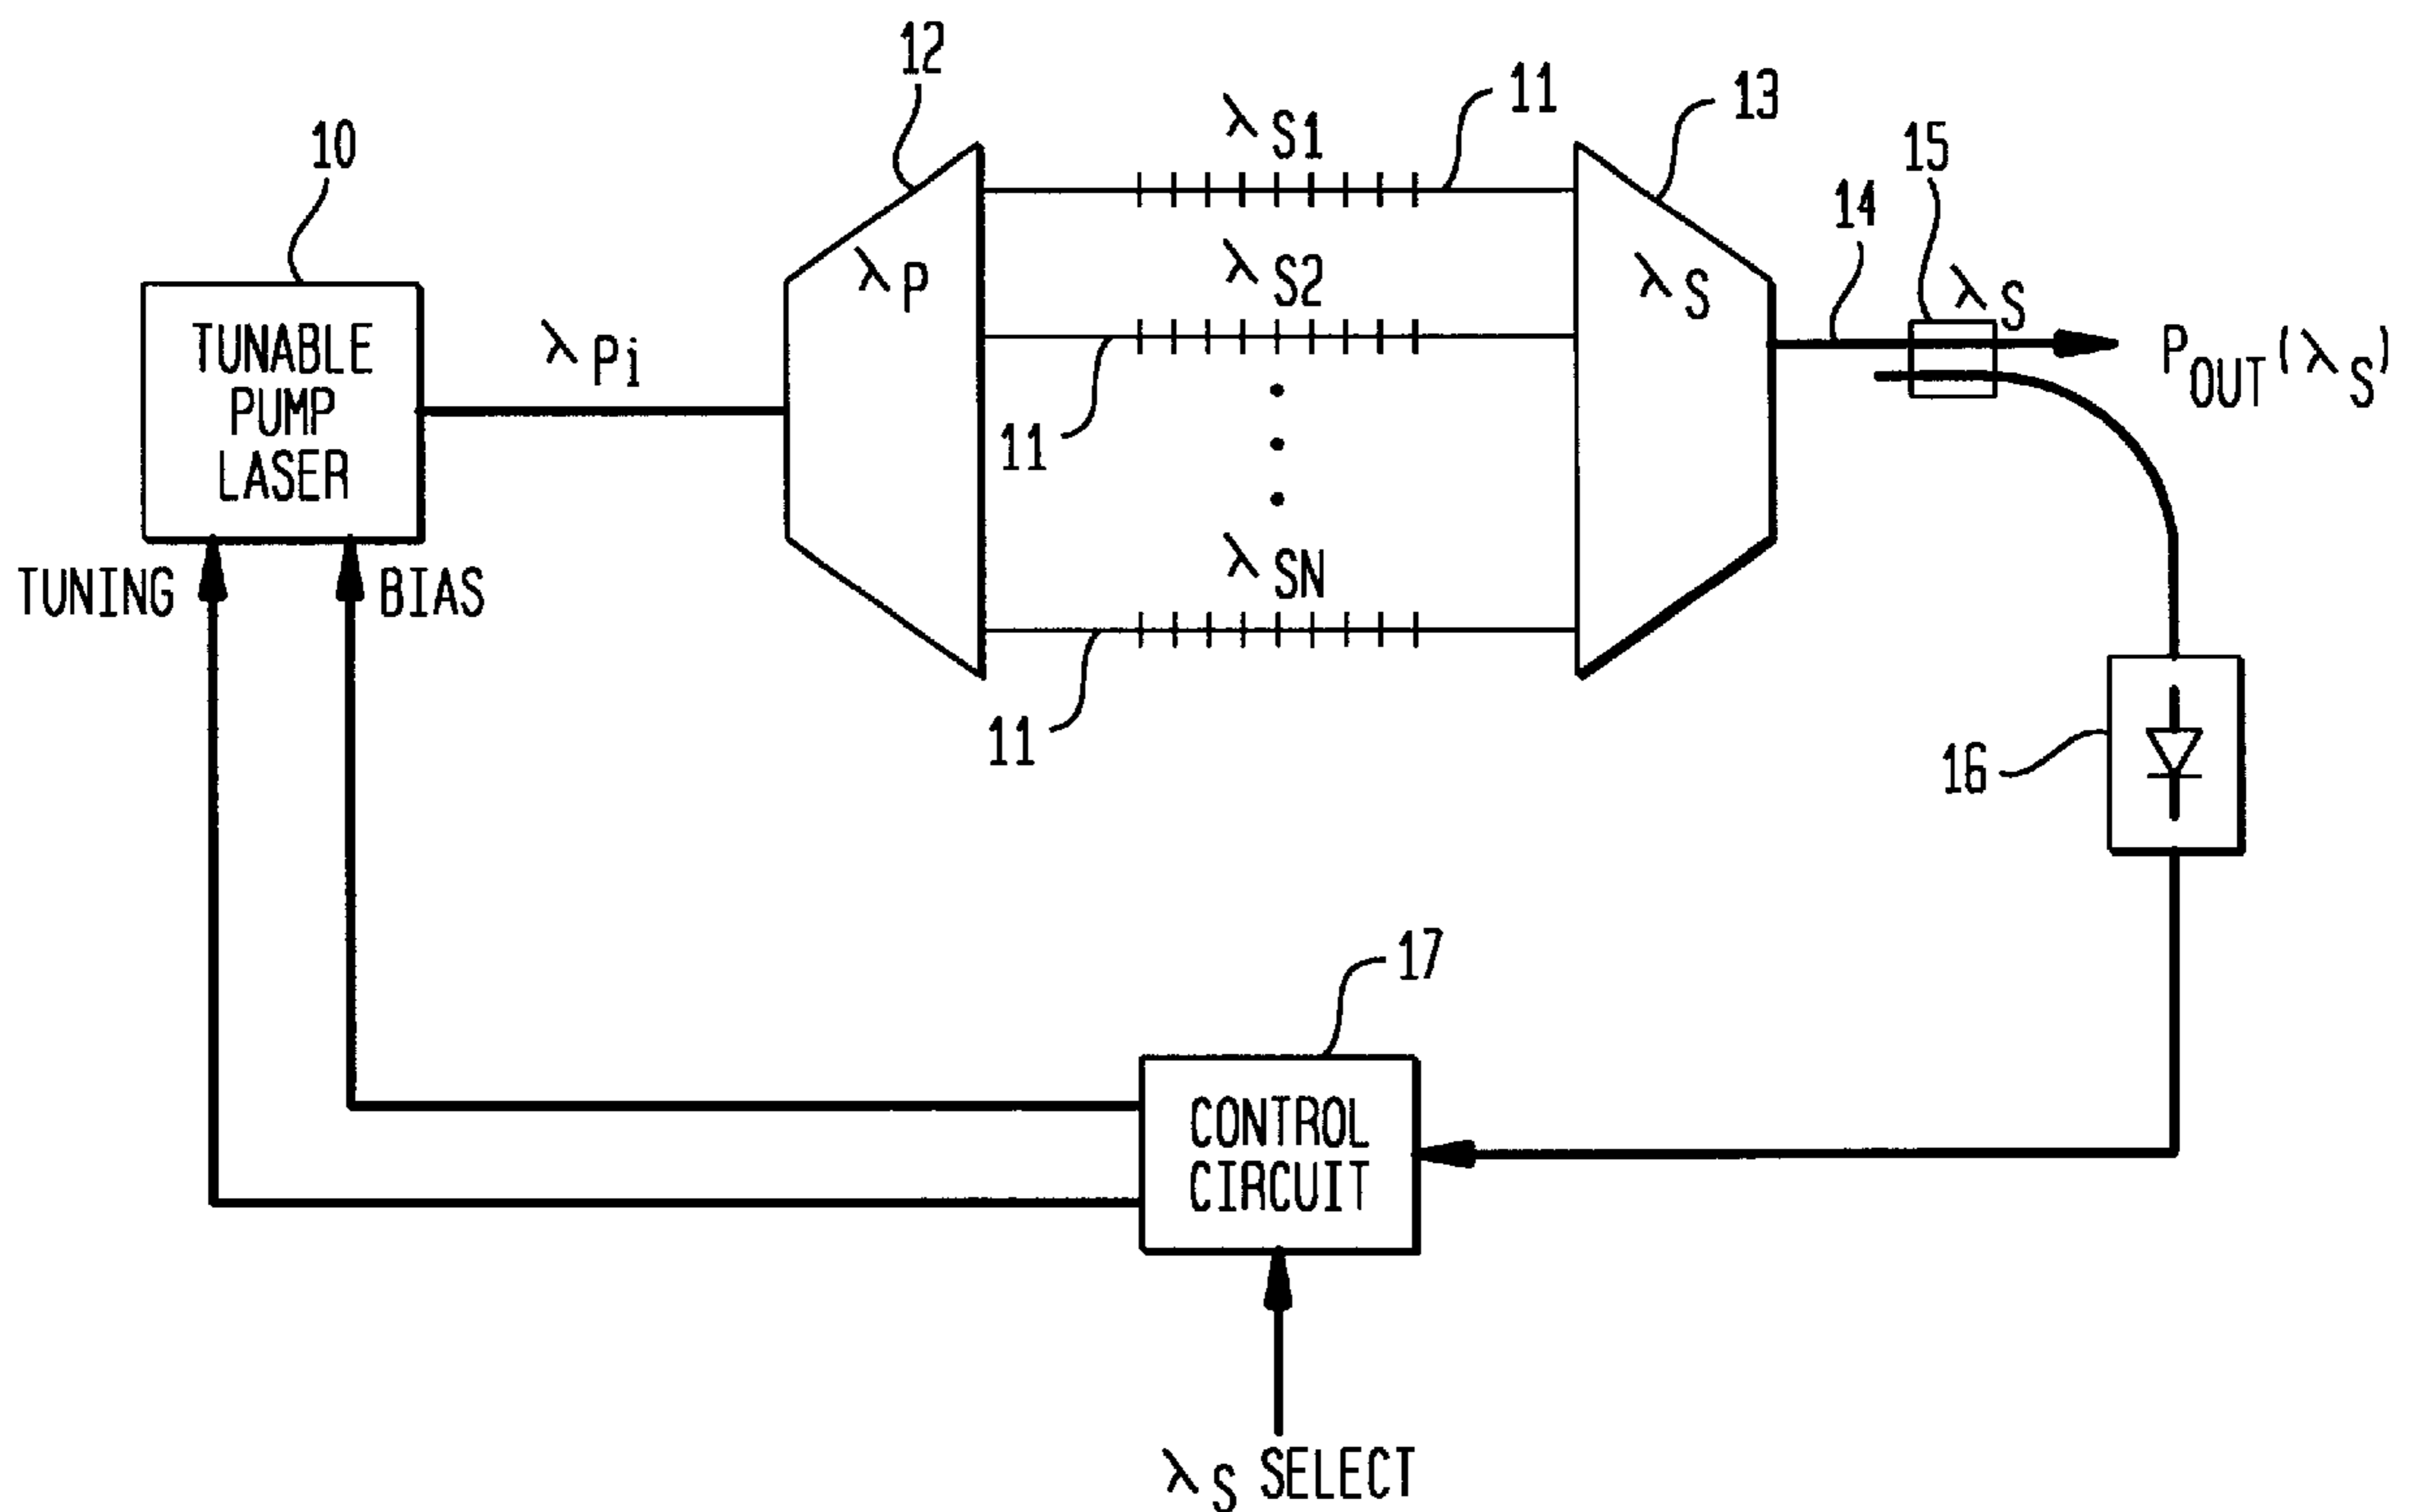 12
11
13
λS1
10
15
14
λP
λS2
λS
λS
TUNABLE
PUMP
LASER
λPi
POUT(λS)
11
λSN
TUNING
BIAS
11
16
17
CONTROL
CIRCUIT
λS SELECT